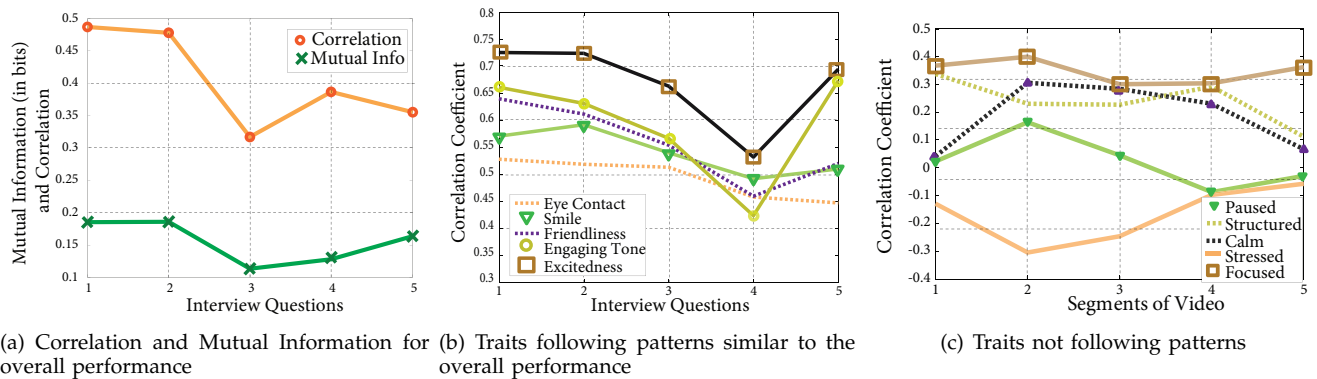 Mutual Information (in bits)
and Correlation
0.5
0.45
0.4
0.35
0.3
0.25
0.2
0.15
0.1
Correlation
Mutual Info
1 2 3 4 5
Interview Questions
(a) Correlation and Mutual Information for
overall performance
Correlation Coefficient
0.8
0.75
0.7
0.65
0.6
0.55
0.5
0.45
0.4
0.35
0.3
Eye Contact
Smile
Friendliness
Engaging Tone
Excitedness
1 2 3 4 5
Interview Questions
(b) Traits following patterns similar to the
overall performance
Correlation Coefficient
0.5
0.4
0.3
0.2
0.1
0
-0.1
-0.2
-0.3
-0.4
Paused
Structured
Calm
Stressed
Focused
1 2 3 4 5
Segments of Video
(c) Traits not following patterns